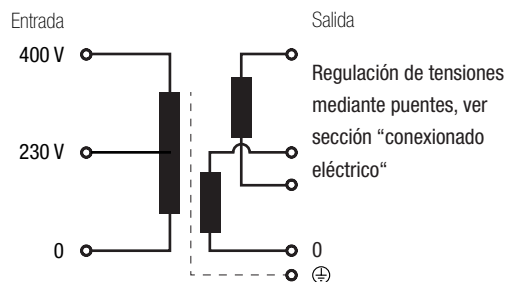 Entrada
Salida
400 V
Regulación de tensiones
mediante puentes, ver
sección “conexionado
eléctrico“
230 V
0
0